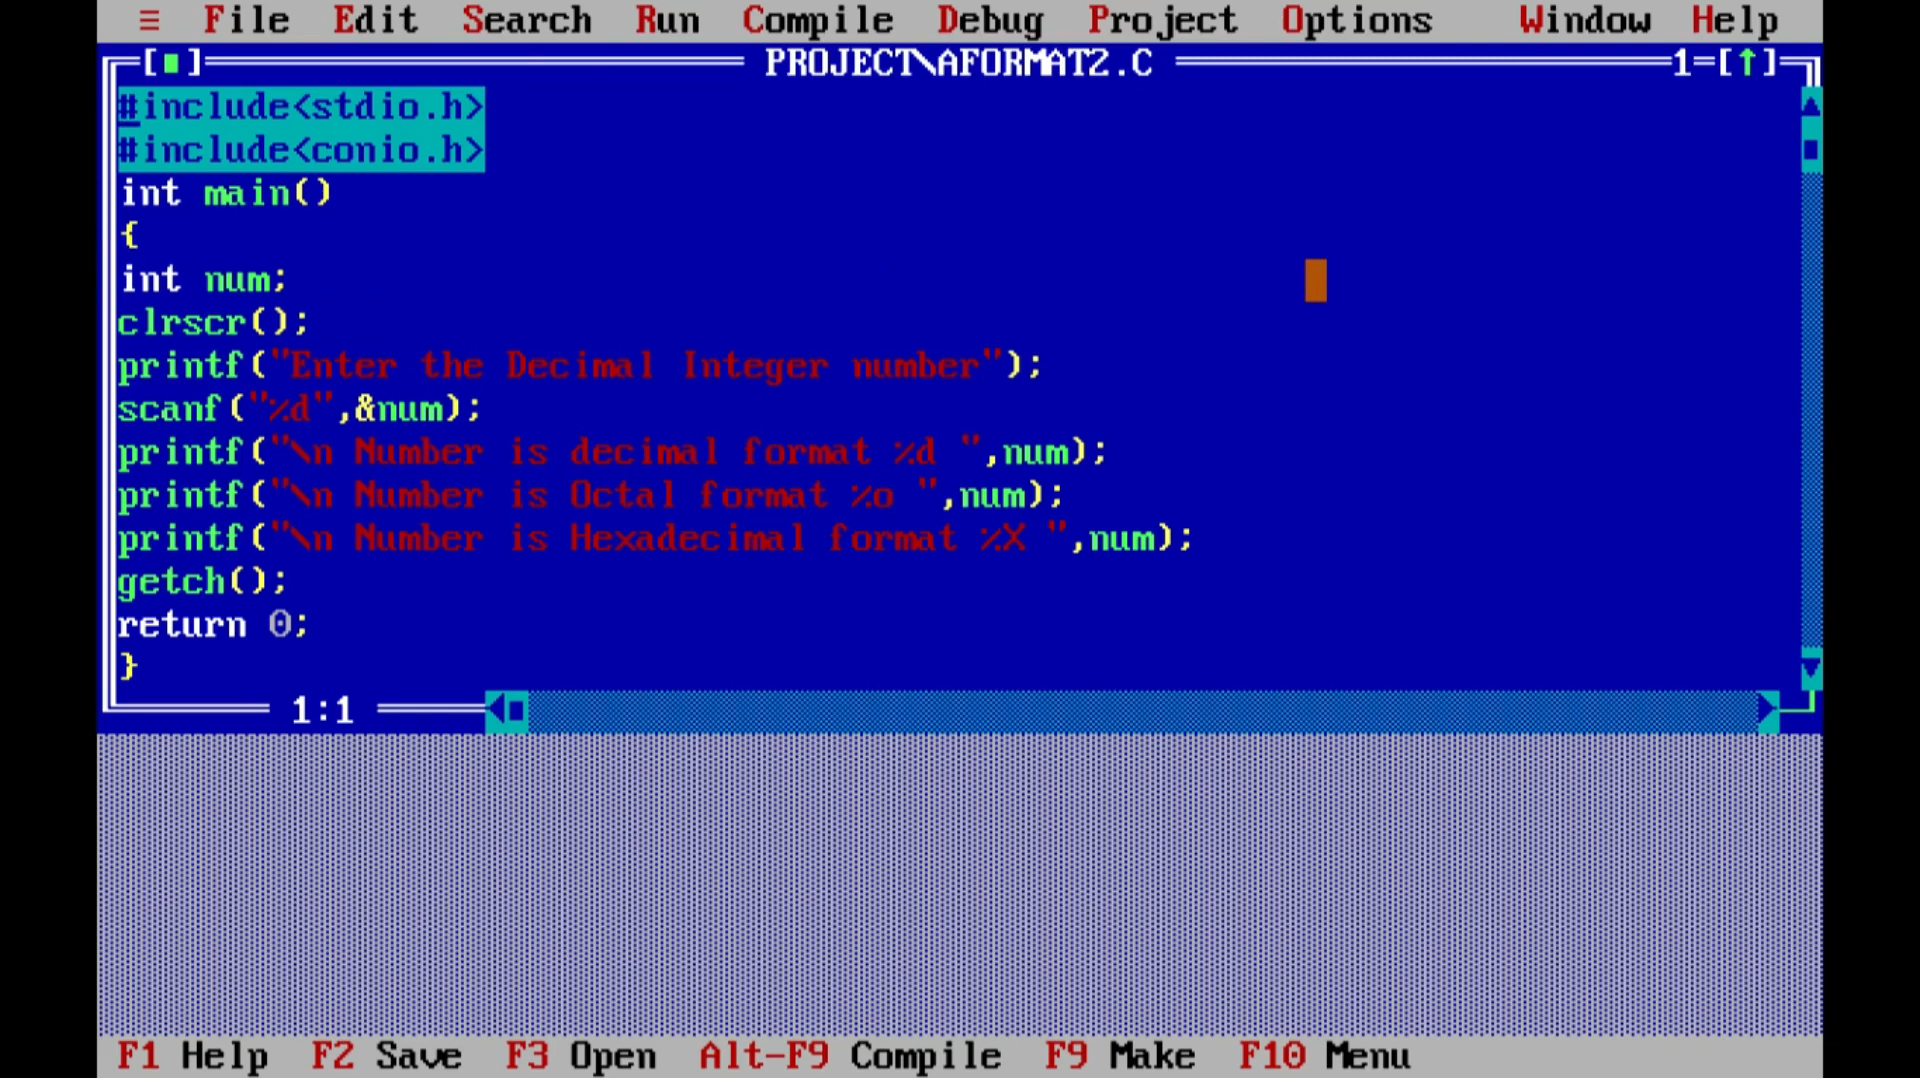 ≡ File Edit Search Run Compile Debug Project Options Window Help
[■] PROJECT\AFORMAT2.C 1=[↑]
#include<stdio.h>
#include<conio.h>
int main()
{
int num;
clrscr();
printf("Enter the Decimal Integer number");
scanf("%d",&num);
printf("\n Number is decimal format %d ",num);
printf("\n Number is Octal format %o ",num);
printf("\n Number is Hexadecimal format %X ",num);
getch();
return 0;
}
1:1
F1 Help F2 Save F3 Open Alt-F9 Compile F9 Make F10 Menu